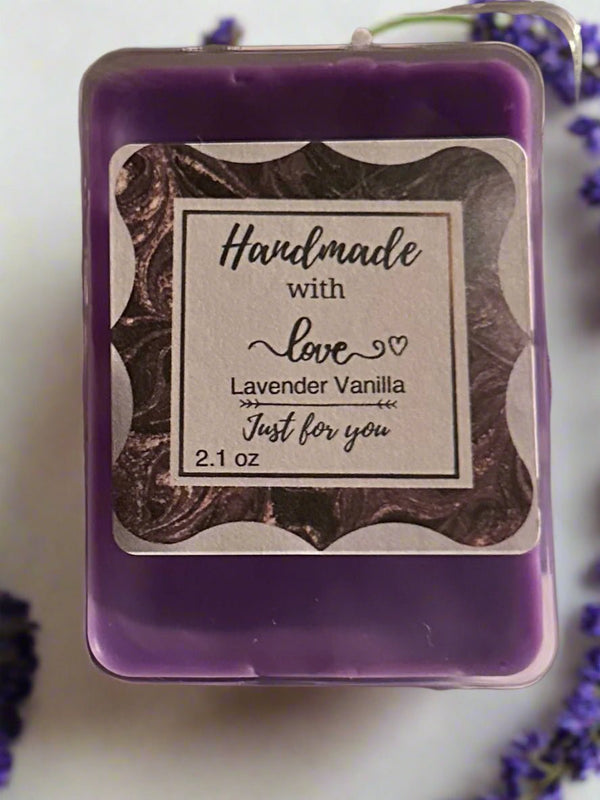 Handmade
with
love
Lavender Vanilla
Just for you
2.1 oz